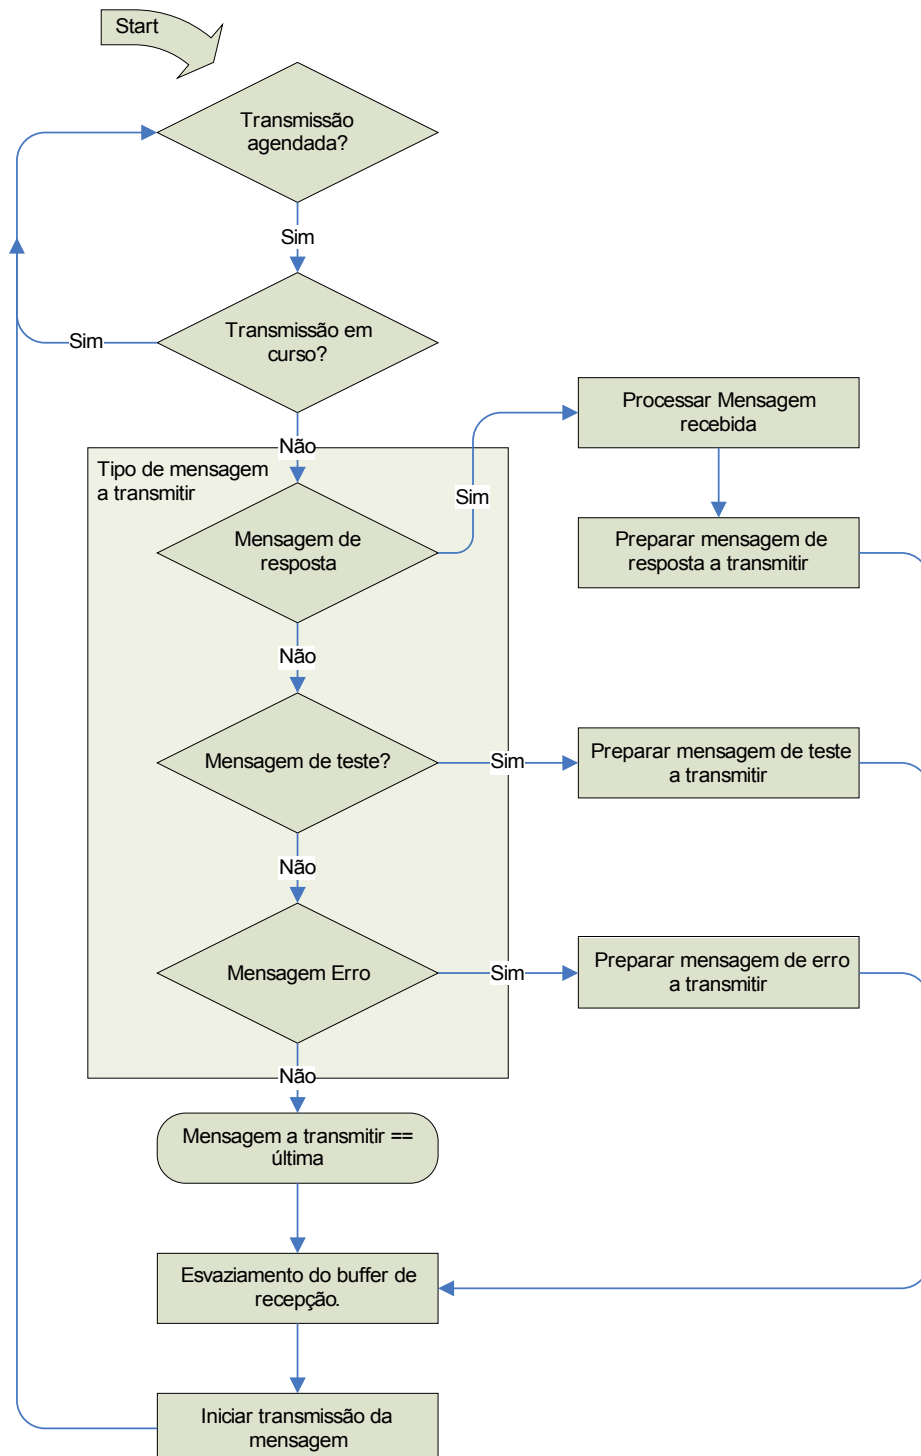 Start
Transmissão
agendada?
Sim
Transmissão em
curso?
Sim
Não
Processar Mensagem
recebida
Tipo de mensagem
a transmitir
Sim
Mensagem de
resposta
Preparar mensagem de
resposta a transmitir
Não
Mensagem de teste?
Sim
Preparar mensagem de teste
a transmitir
Não
Mensagem Erro
Sim
Preparar mensagem de erro
a transmitir
Não
Mensagem a transmitir ==
última
Esvaziamento do buffer de
recepção.
Iniciar transmissão da
mensagem